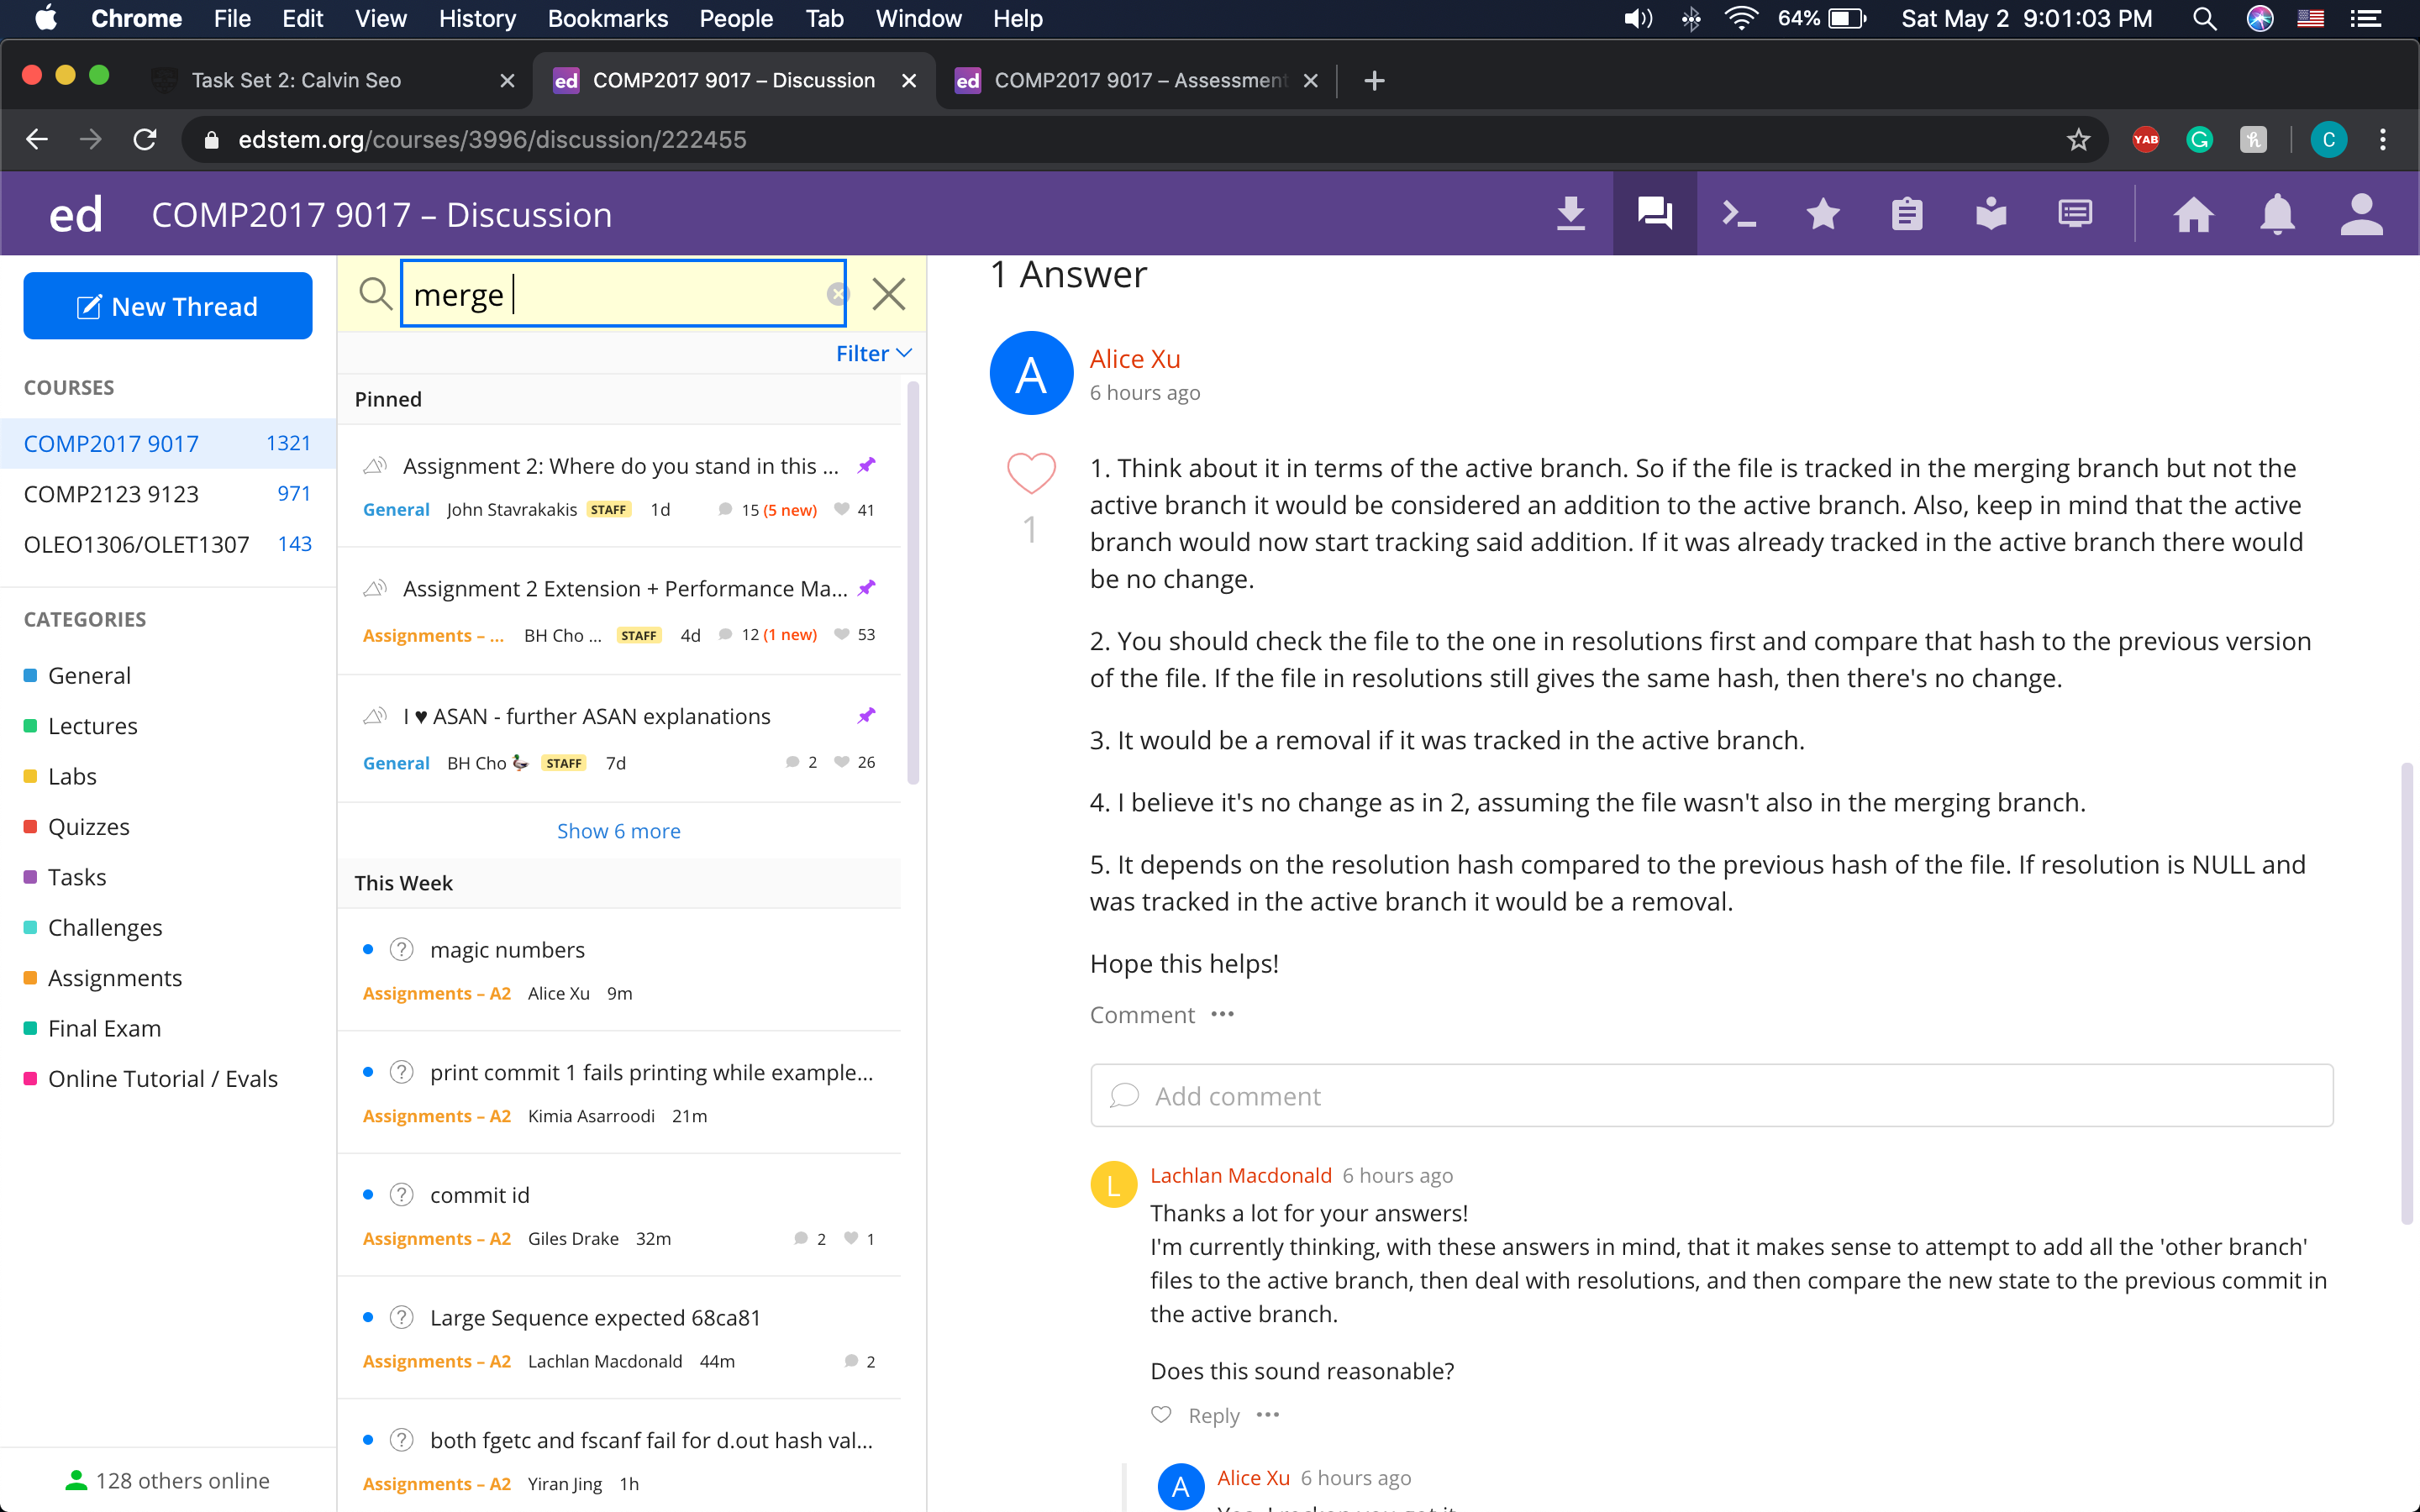 Chrome File Edit View History Bookmarks People Tab Window Help 64% Sat May 2 9:01:03 PM
Task Set 2: Calvin Seo
ed COMP2017 9017 – Discussion
ed COMP2017 9017 – Assessment
edstem.org/courses/3996/discussion/222455
YAB
C
ed COMP2017 9017 – Discussion
New Thread
COURSES
COMP2017 9017 1321
COMP2123 9123 971
OLEO1306/OLET1307 143
CATEGORIES
General
Lectures
Labs
Quizzes
Tasks
Challenges
Assignments
Final Exam
Online Tutorial / Evals
128 others online
merge
Filter
Pinned
Assignment 2: Where do you stand in this ...
General John Stavrakakis STAFF 1d 15 (5 new) 41
Assignment 2 Extension + Performance Ma...
Assignments – ... BH Cho ... STAFF 4d 12 (1 new) 53
I ♥ ASAN - further ASAN explanations
General BH Cho 🦆 STAFF 7d 2 26
Show 6 more
This Week
magic numbers
Assignments – A2 Alice Xu 9m
print commit 1 fails printing while example...
Assignments – A2 Kimia Asarroodi 21m
commit id
Assignments – A2 Giles Drake 32m 2 1
Large Sequence expected 68ca81
Assignments – A2 Lachlan Macdonald 44m 2
both fgetc and fscanf fail for d.out hash val...
Assignments – A2 Yiran Jing 1h
1 Answer
A
Alice Xu
6 hours ago
1
1. Think about it in terms of the active branch. So if the file is tracked in the merging branch but not the
active branch it would be considered an addition to the active branch. Also, keep in mind that the active
branch would now start tracking said addition. If it was already tracked in the active branch there would
be no change.
2. You should check the file to the one in resolutions first and compare that hash to the previous version
of the file. If the file in resolutions still gives the same hash, then there's no change.
3. It would be a removal if it was tracked in the active branch.
4. I believe it's no change as in 2, assuming the file wasn't also in the merging branch.
5. It depends on the resolution hash compared to the previous hash of the file. If resolution is NULL and
was tracked in the active branch it would be a removal.
Hope this helps!
Comment
Add comment
L
Lachlan Macdonald 6 hours ago
Thanks a lot for your answers!
I'm currently thinking, with these answers in mind, that it makes sense to attempt to add all the 'other branch'
files to the active branch, then deal with resolutions, and then compare the new state to the previous commit in
the active branch.
Does this sound reasonable?
Reply
A
Alice Xu 6 hours ago